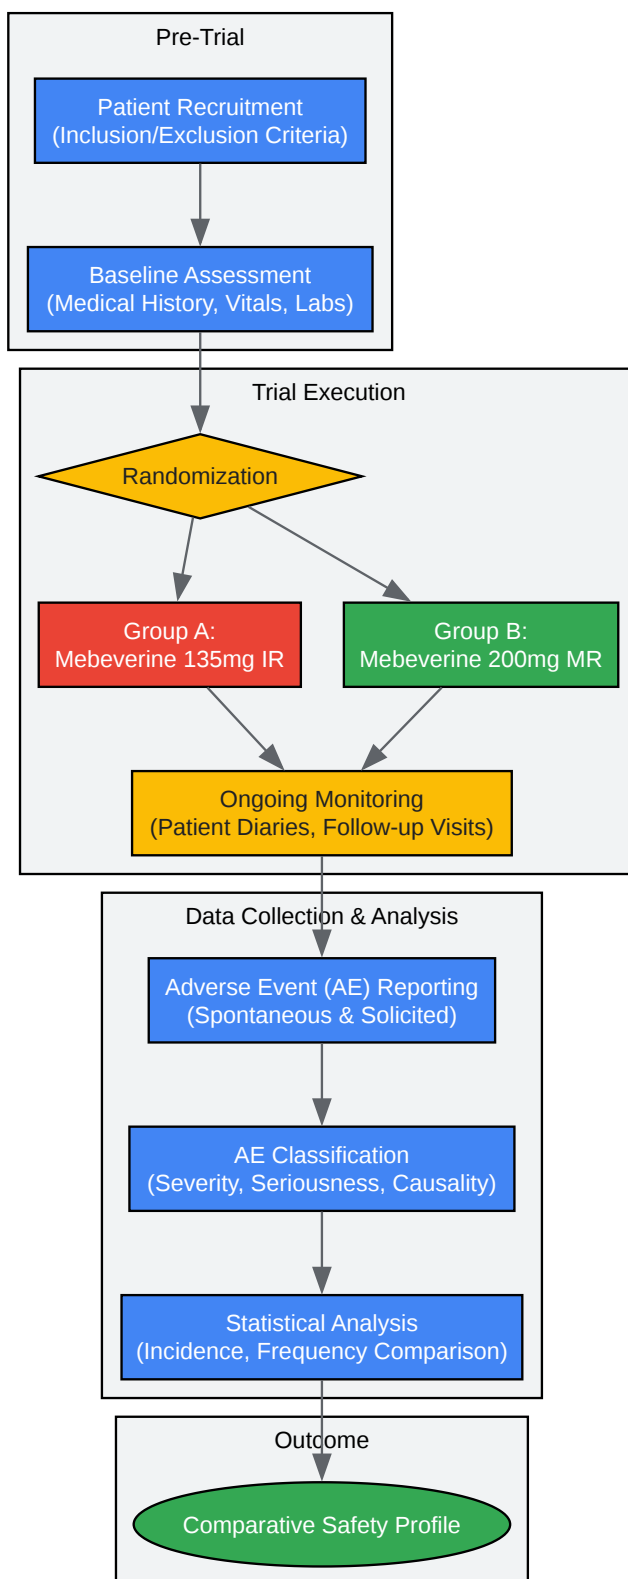 Pre-Trial
Patient Recruitment
(Inclusion/Exclusion Criteria)
Baseline Assessment
(Medical History, Vitals, Labs)
Trial Execution
Randomization
Group A:
Mebeverine 135mg IR
Group B:
Mebeverine 200mg MR
Ongoing Monitoring
(Patient Diaries, Follow-up Visits)
Data Collection & Analysis
Adverse Event (AE) Reporting
(Spontaneous & Solicited)
AE Classification
(Severity, Seriousness, Causality)
Statistical Analysis
(Incidence, Frequency Comparison)
Outcome
Comparative Safety Profile